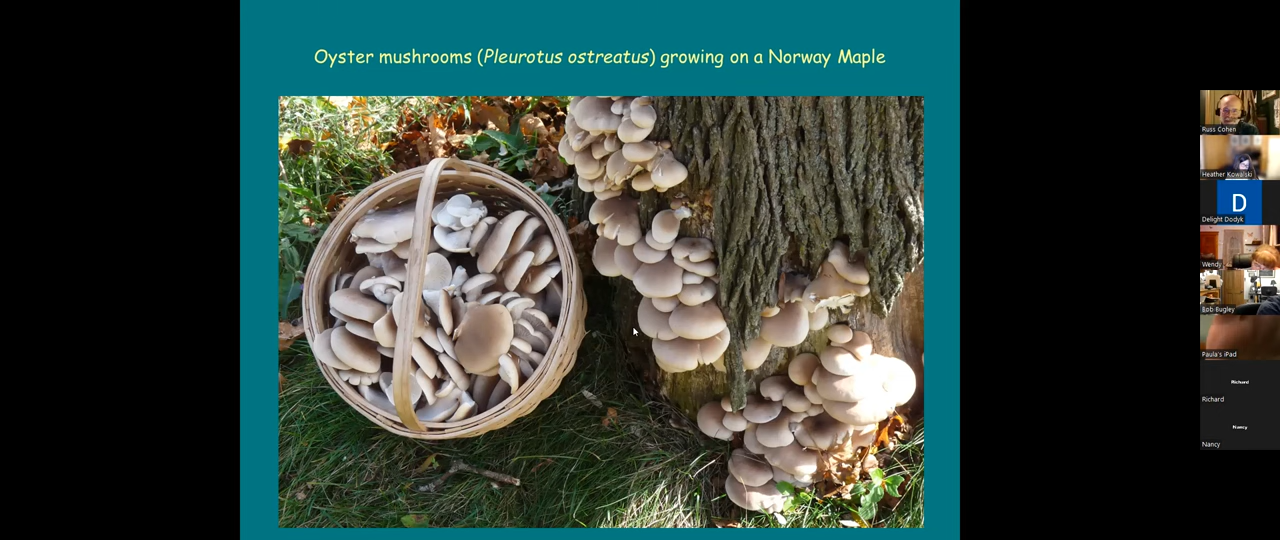 Oyster mushrooms (Pleurotus ostreatus) growing on a Norway Maple
Russ Cohen
Heather Kowalski
D
Delight Dodyk
Wendy
Bob Bugley
Paula's iPad
Richard
Richard
Nancy
Nancy